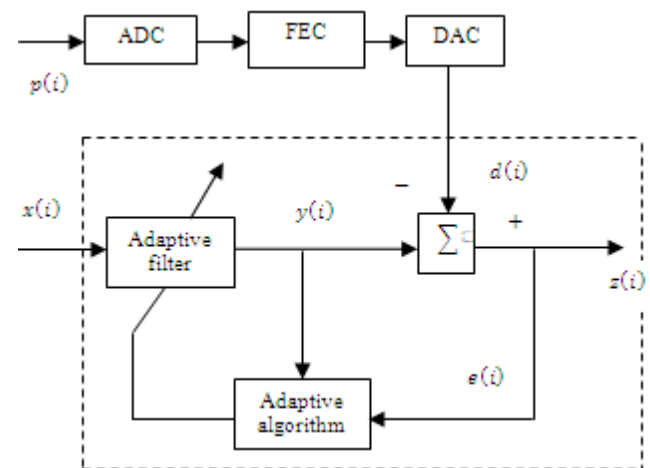 ADC
FEC
DAC
p(i)
x(i)
Adaptive
filter
y(i)
−
d(i)
∑
+
z(i)
Adaptive
algorithm
e(i)